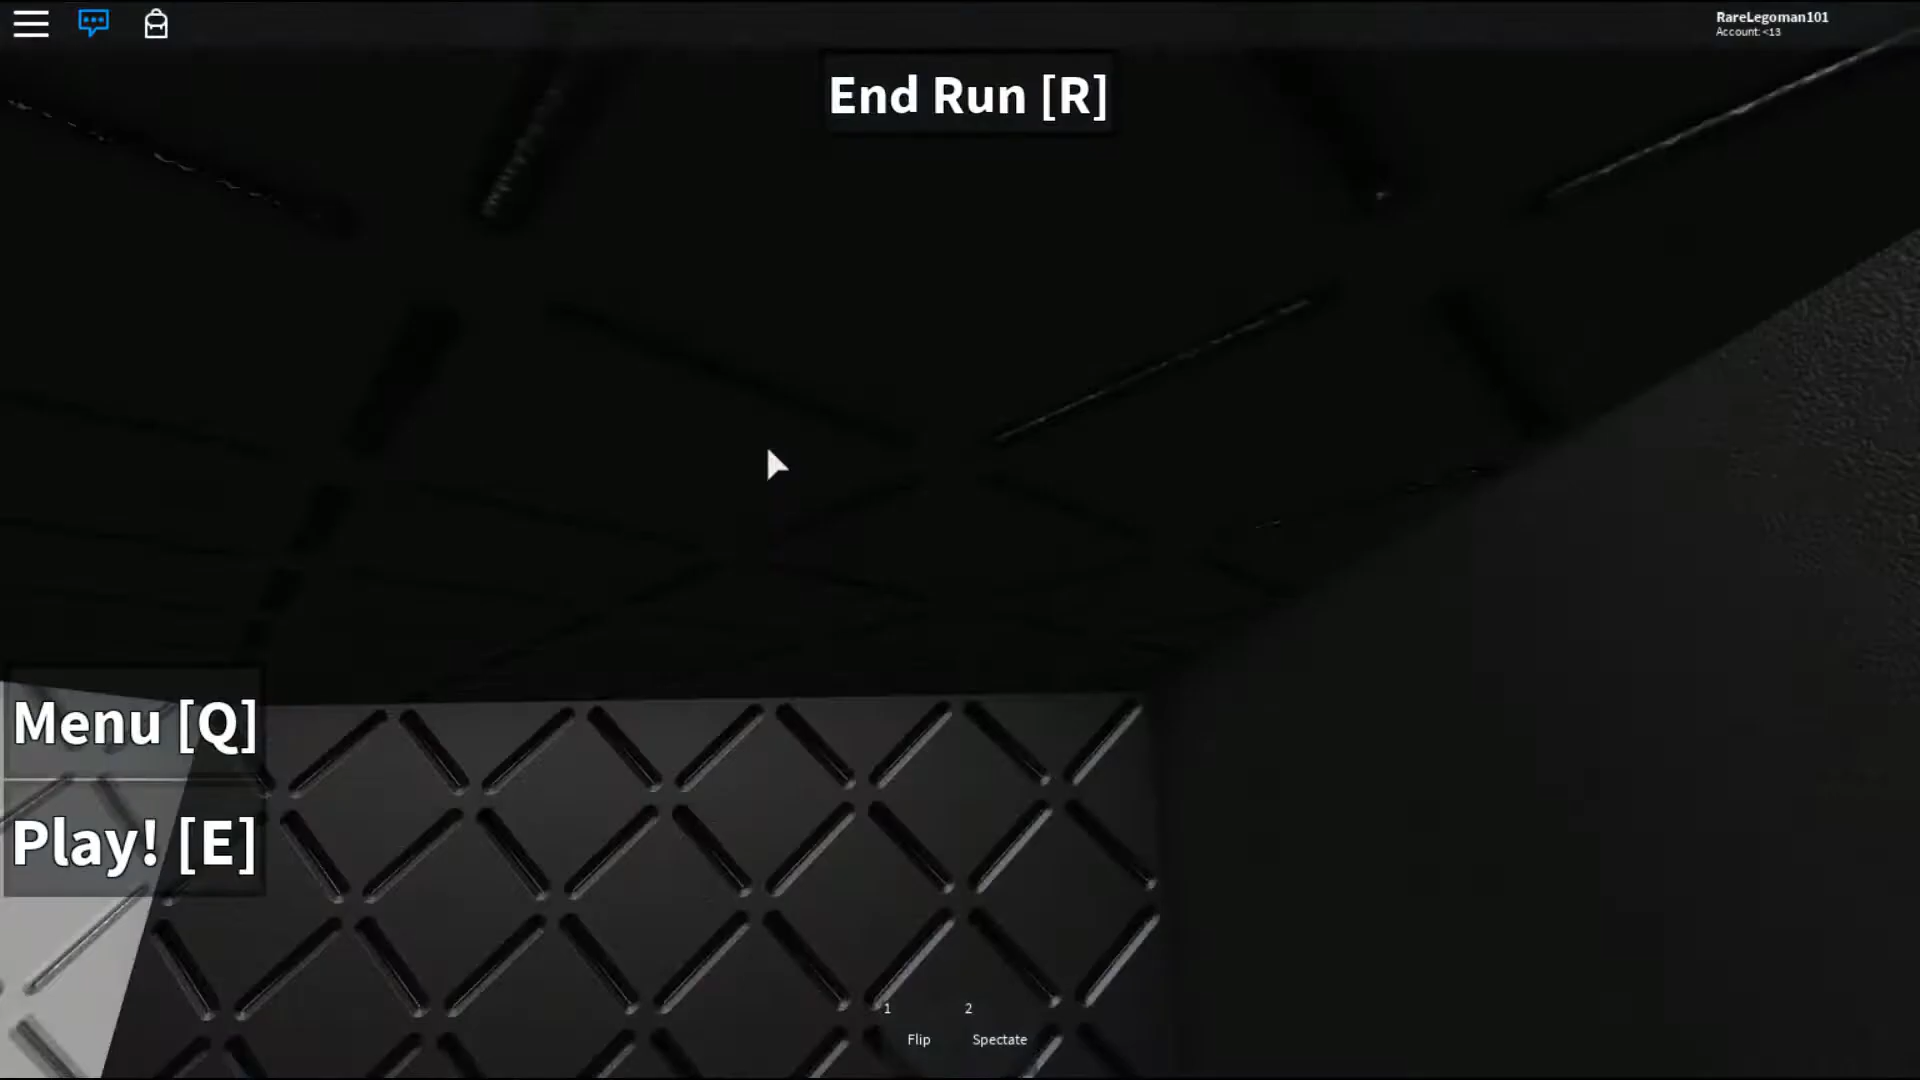 RareLegoman101
Account: <13
End Run [R]
Menu [Q]
Play! [E]
1
2
Flip
Spectate